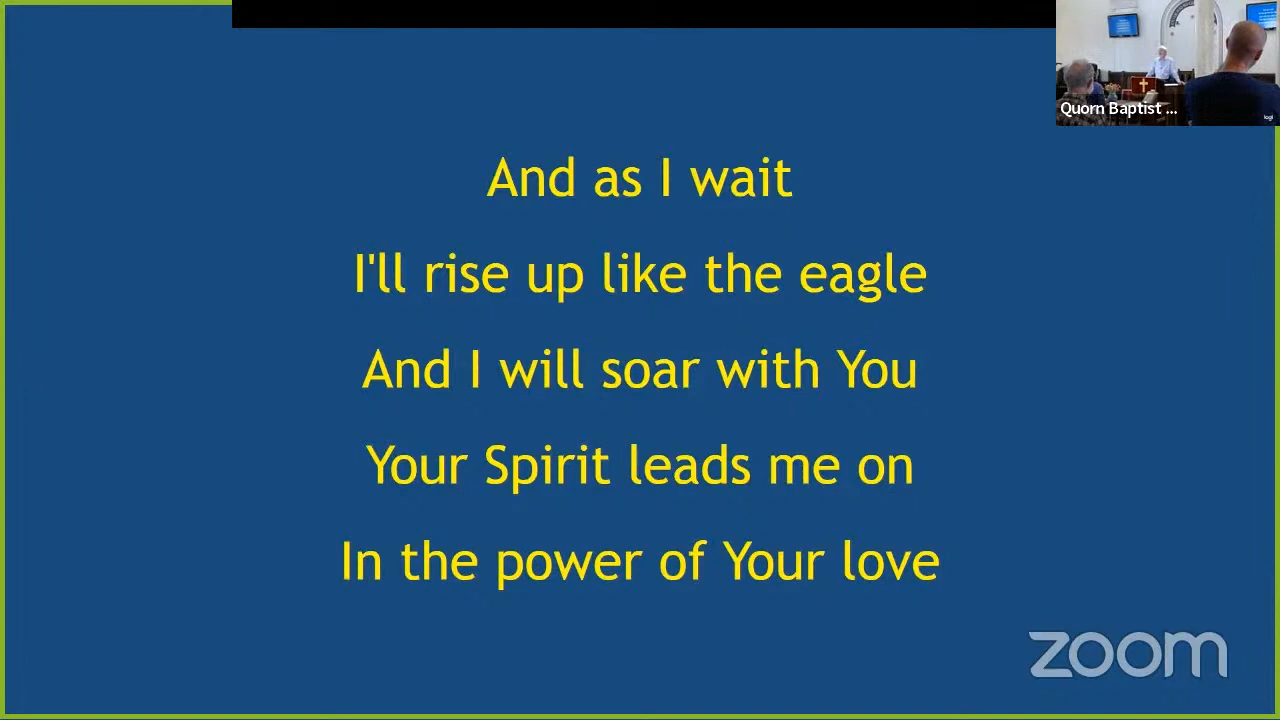 Quorn Baptist ...
logi
And as I wait
I'll rise up like the eagle
And I will soar with You
Your Spirit leads me on
In the power of Your love
zoom